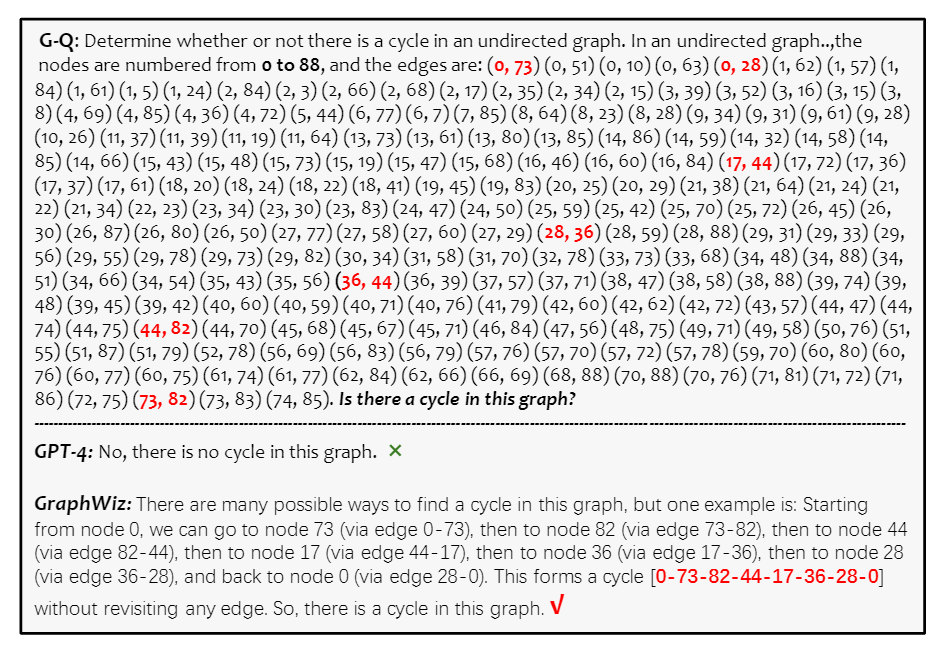 G-Q: Determine whether or not there is a cycle in an undirected graph. In an undirected graph..,the
nodes are numbered from 0 to 88, and the edges are: (0, 73) (0, 51) (0, 10) (0, 63) (0, 28) (1, 62) (1, 57) (1,
84) (1, 61) (1, 5) (1, 24) (2, 84) (2, 3) (2, 66) (2, 68) (2, 17) (2, 35) (2, 34) (2, 15) (3, 39) (3, 52) (3, 16) (3, 15) (3,
8) (4, 69) (4, 85) (4, 36) (4, 72) (5, 44) (6, 77) (6, 7) (7, 85) (8, 64) (8, 23) (8, 28) (9, 34) (9, 31) (9, 61) (9, 28)
(10, 26) (11, 37) (11, 39) (11, 19) (11, 64) (13, 73) (13, 61) (13, 80) (13, 85) (14, 86) (14, 59) (14, 32) (14, 58) (14,
85) (14, 66) (15, 43) (15, 48) (15, 73) (15, 19) (15, 47) (15, 68) (16, 46) (16, 60) (16, 84) (17, 44) (17, 72) (17, 36)
(17, 37) (17, 61) (18, 20) (18, 24) (18, 22) (18, 41) (19, 45) (19, 83) (20, 25) (20, 29) (21, 38) (21, 64) (21, 24) (21,
22) (21, 34) (22, 23) (23, 34) (23, 30) (23, 83) (24, 47) (24, 50) (25, 59) (25, 42) (25, 70) (25, 72) (26, 45) (26,
30) (26, 87) (26, 80) (26, 50) (27, 77) (27, 58) (27, 60) (27, 29) (28, 36) (28, 59) (28, 88) (29, 31) (29, 33) (29,
56) (29, 55) (29, 78) (29, 73) (29, 82) (30, 34) (31, 58) (31, 70) (32, 78) (33, 73) (33, 68) (34, 48) (34, 88) (34,
51) (34, 66) (34, 54) (35, 43) (35, 56) (36, 44) (36, 39) (37, 57) (37, 71) (38, 47) (38, 58) (38, 88) (39, 74) (39,
48) (39, 45) (39, 42) (40, 60) (40, 59) (40, 71) (40, 76) (41, 79) (42, 60) (42, 62) (42, 72) (43, 57) (44, 47) (44,
74) (44, 75) (44, 82) (44, 70) (45, 68) (45, 67) (45, 71) (46, 84) (47, 56) (48, 75) (49, 71) (49, 58) (50, 76) (51,
55) (51, 87) (51, 79) (52, 78) (56, 69) (56, 83) (56, 79) (57, 76) (57, 70) (57, 72) (57, 78) (59, 70) (60, 80) (60,
76) (60, 77) (60, 75) (61, 74) (61, 77) (62, 84) (62, 66) (66, 69) (68, 88) (70, 88) (70, 76) (71, 81) (71, 72) (71,
86) (72, 75) (73, 82) (73, 83) (74, 85). Is there a cycle in this graph?
GPT-4: No, there is no cycle in this graph. ×
GraphWiz: There are many possible ways to find a cycle in this graph, but one example is: Starting
from node 0, we can go to node 73 (via edge 0-73), then to node 82 (via edge 73-82), then to node 44
(via edge 82-44), then to node 17 (via edge 44-17), then to node 36 (via edge 17-36), then to node 28
(via edge 36-28), and back to node 0 (via edge 28-0). This forms a cycle [0-73-82-44-17-36-28-0]
without revisiting any edge. So, there is a cycle in this graph. √